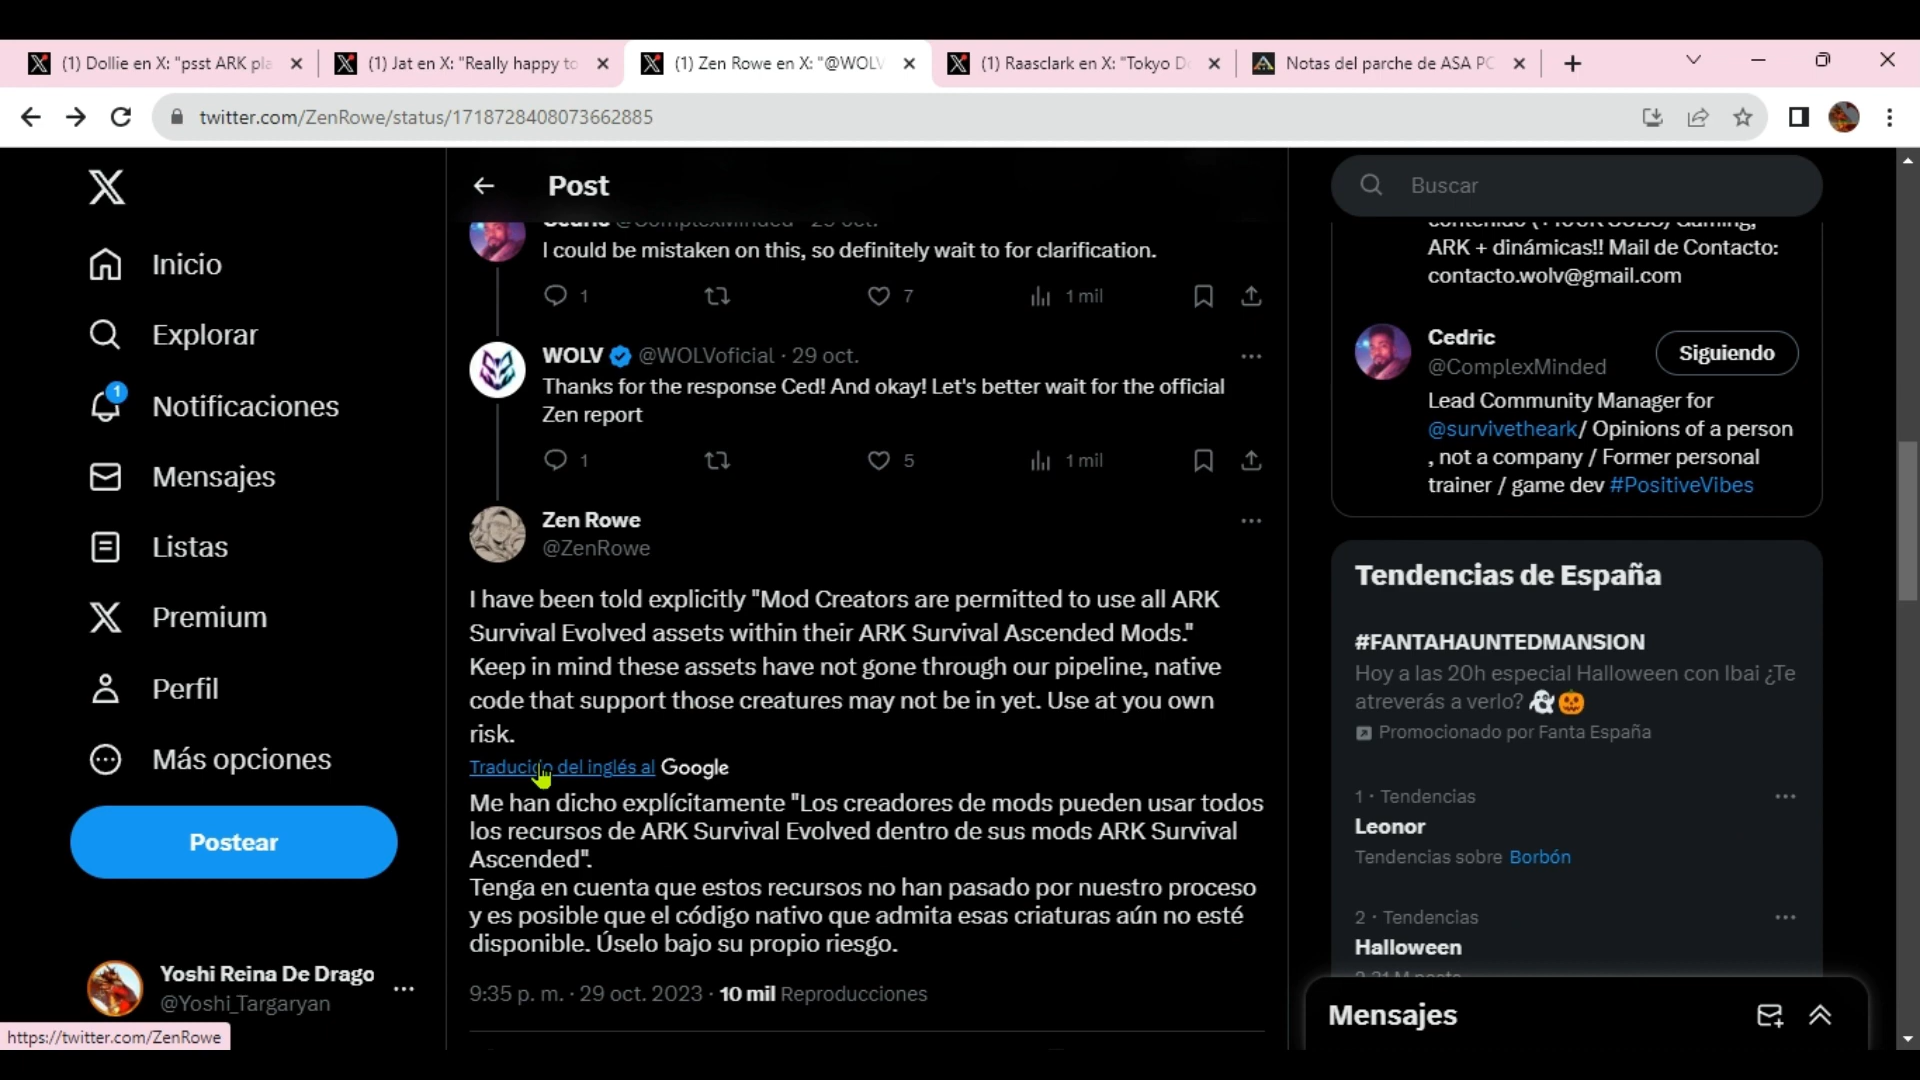 (1) Dollie en X: "psst ARK pla
(1) Jat en X: "Really happy to
(1) Zen Rowe en X: "@WOLV
(1) Raasclark en X: "Tokyo D
Notas del parche de ASA PC
twitter.com/ZenRowe/status/1718728408073662885
Inicio
Explorar
1
Notificaciones
Mensajes
Listas
Premium
Perfil
Más opciones
Postear
Yoshi Reina De Drago
@Yoshi_Targaryan
https://twitter.com/ZenRowe
Post
Cedric @ComplexMinded · 29 oct.
I could be mistaken on this, so definitely wait to for clarification.
1 7 1 mil
WOLV @WOLVoficial · 29 oct.
Thanks for the response Ced! And okay! Let's better wait for the official
Zen report
1 5 1 mil
Zen Rowe
@ZenRowe
I have been told explicitly "Mod Creators are permitted to use all ARK
Survival Evolved assets within their ARK Survival Ascended Mods."
Keep in mind these assets have not gone through our pipeline, native
code that support those creatures may not be in yet. Use at you own
risk.
Traducido del inglés al Google
Me han dicho explícitamente "Los creadores de mods pueden usar todos
los recursos de ARK Survival Evolved dentro de sus mods ARK Survival
Ascended".
Tenga en cuenta que estos recursos no han pasado por nuestro proceso
y es posible que el código nativo que admita esas criaturas aún no esté
disponible. Úselo bajo su propio riesgo.
9:35 p. m. · 29 oct. 2023 · 10 mil Reproducciones
Buscar
ARK + dinámicas!! Mail de Contacto:
contacto.wolv@gmail.com
Cedric
@ComplexMinded
Siguiendo
Lead Community Manager for
@survivetheark/ Opinions of a person
, not a company / Former personal
trainer / game dev #PositiveVibes
Tendencias de España
#FANTAHAUNTEDMANSION
Hoy a las 20h especial Halloween con Ibai ¿Te
atreverás a verlo?
Promocionado por Fanta España
1 · Tendencias
Leonor
Tendencias sobre Borbón
2 · Tendencias
Halloween
Mensajes